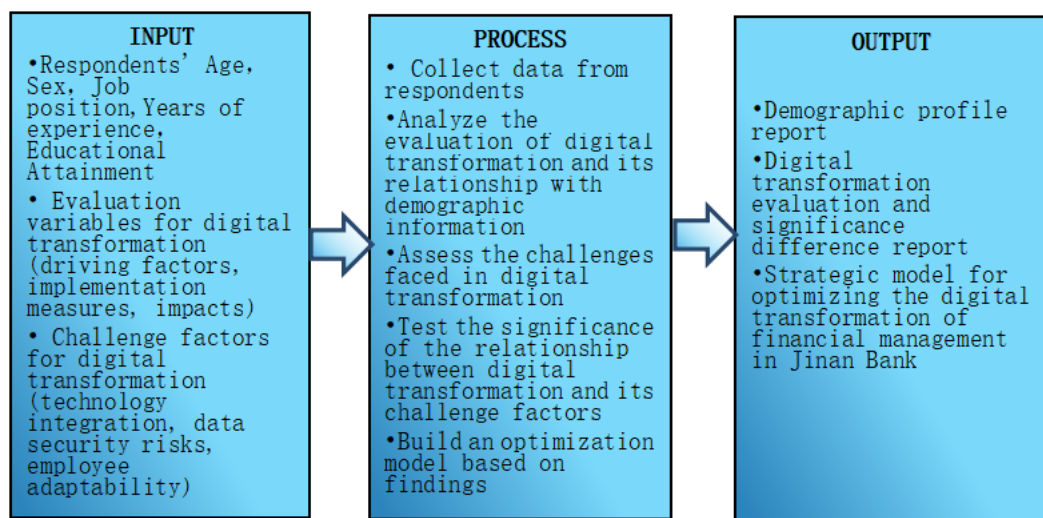 INPUT
•Respondents’ Age,
Sex, Job
position,Years of
experience,
Educational
Attainment
• Evaluation
variables for digital
transformation
(driving factors,
implementation
measures, impacts)
• Challenge factors
for digital
transformation
(technology
integration, data
security risks,
employee
adaptability)
PROCESS
• Collect data from
respondents
•Analyze the
evaluation of digital
transformation and its
relationship with
demographic
information
•Assess the challenges
faced in digital
transformation
•Test the significance
of the relationship
between digital
transformation and its
challenge factors
•Build an optimization
model based on
findings
OUTPUT
•Demographic profile
report
•Digital
transformation
evaluation and
significance
difference report
•Strategic model for
optimizing the digital
transformation of
financial management
in Jinan Bank